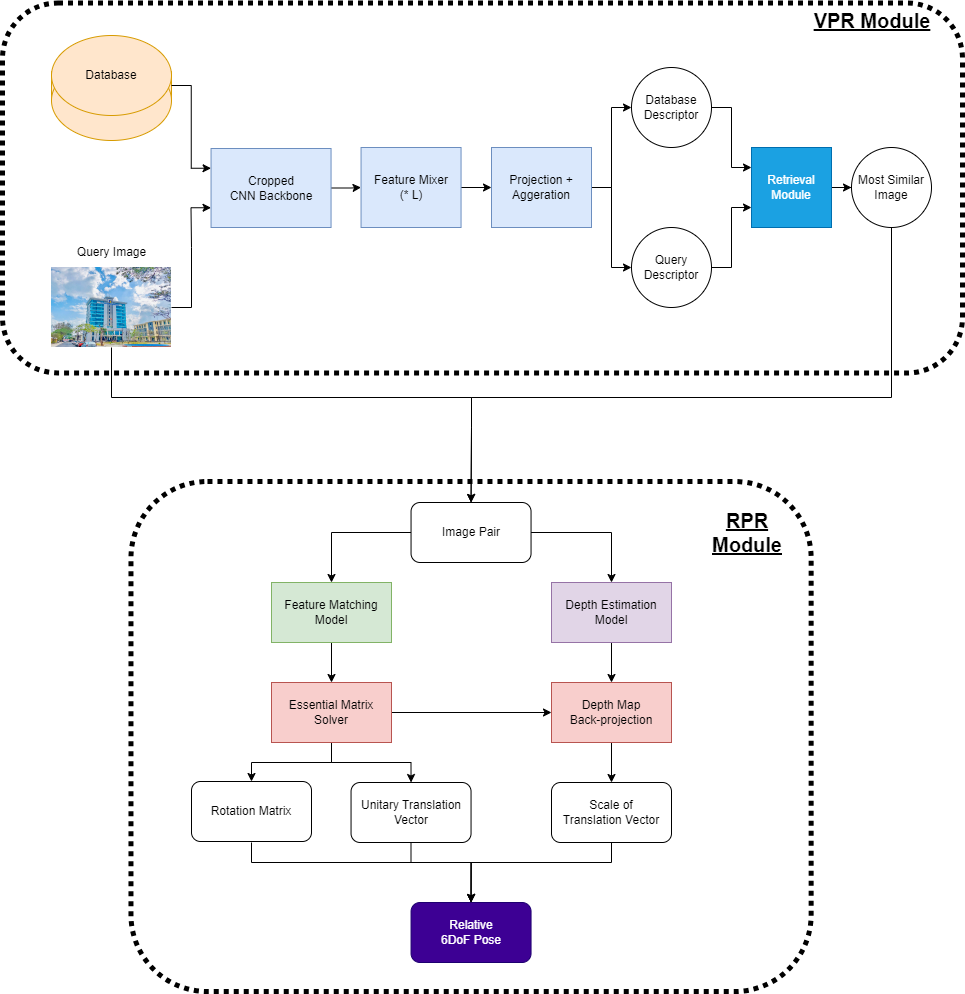 VPR Module
Database
Query Image
Cropped
CNN Backbone
Feature Mixer
(* L)
Projection +
Aggeration
Database
Descriptor
Query
Descriptor
Retrieval
Module
Most Similar
Image
RPR
Module
Image Pair
Feature Matching
Model
Depth Estimation
Model
Essential Matrix
Solver
Depth Map
Back-projection
Rotation Matrix
Unitary Translation
Vector
Scale of
Translation Vector
Relative
6DoF Pose